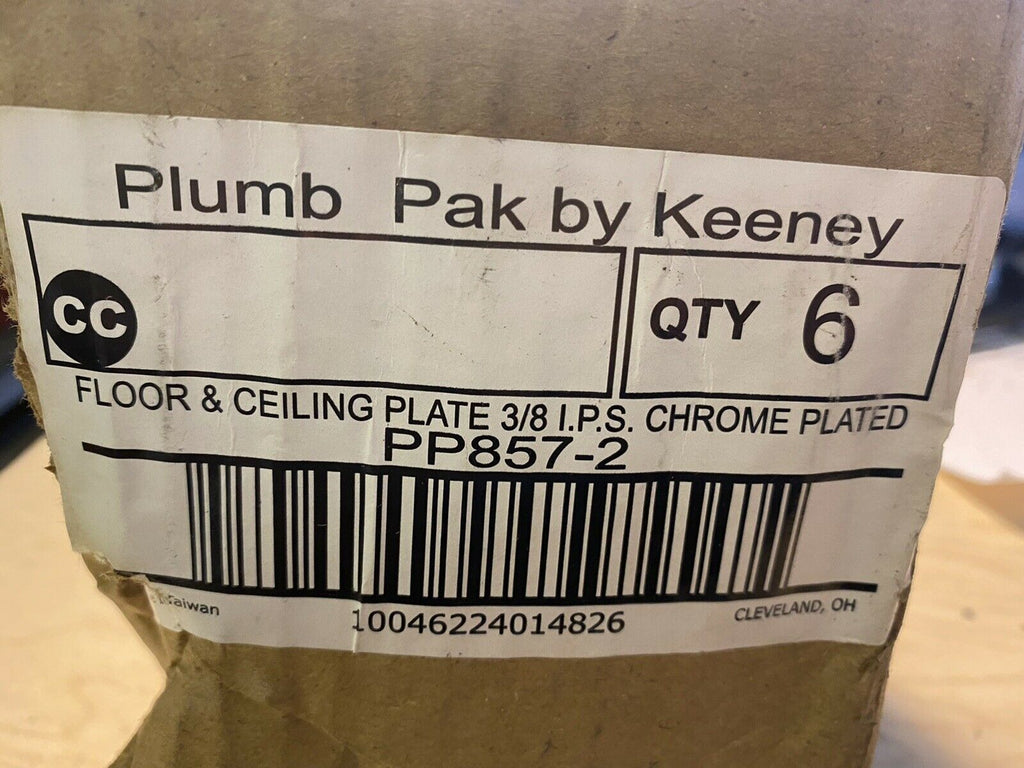 Plumb Pak by Keeney
CC
QTY 6
FLOOR & CEILING PLATE 3/8 I.P.S. CHROME PLATED
PP857-2
Taiwan
10046224014826
CLEVELAND, OH